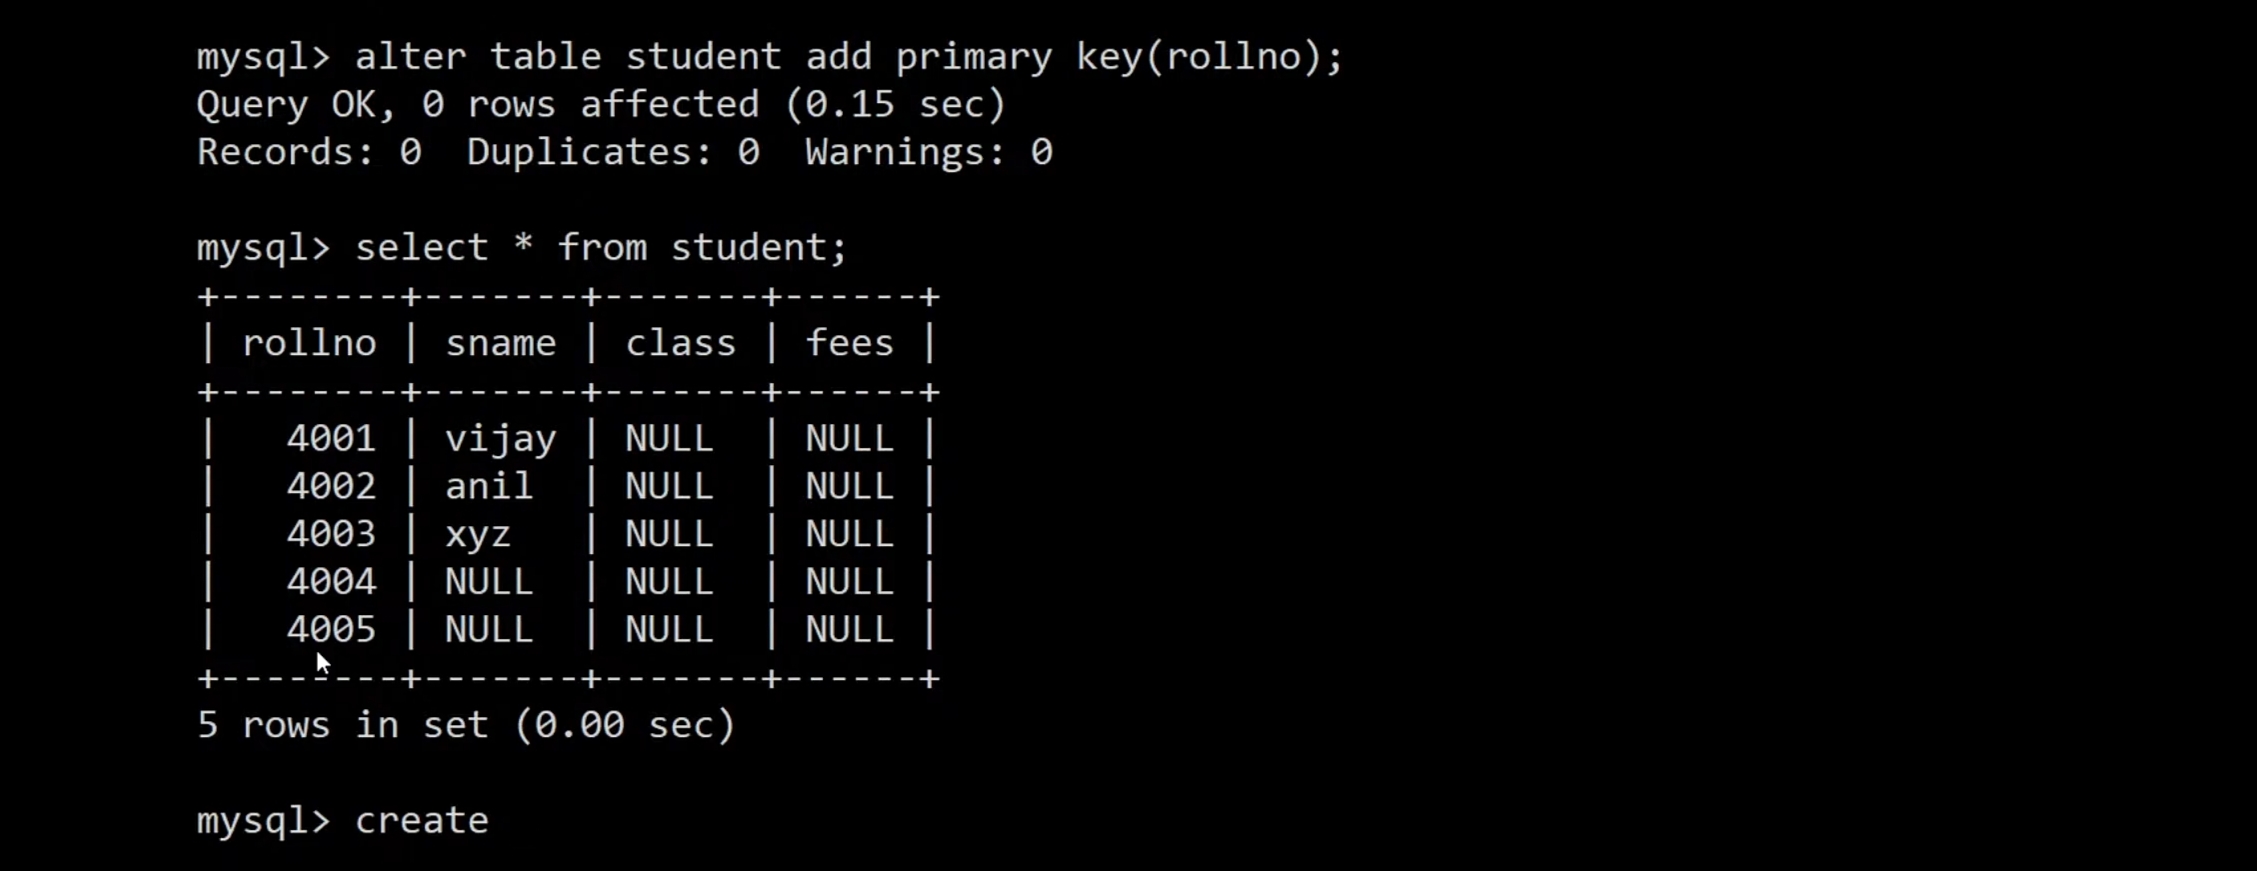 mysql> alter table student add primary key(rollno);
Query OK, 0 rows affected (0.15 sec)
Records: 0  Duplicates: 0  Warnings: 0
mysql> select * from student;
+--------+-------+-------+------+
| rollno | sname | class | fees |
+--------+-------+-------+------+
|   4001 | vijay | NULL  | NULL |
|   4002 | anil  | NULL  | NULL |
|   4003 | xyz   | NULL  | NULL |
|   4004 | NULL  | NULL  | NULL |
|   4005 | NULL  | NULL  | NULL |
+--------+-------+-------+------+
5 rows in set (0.00 sec)
mysql> create